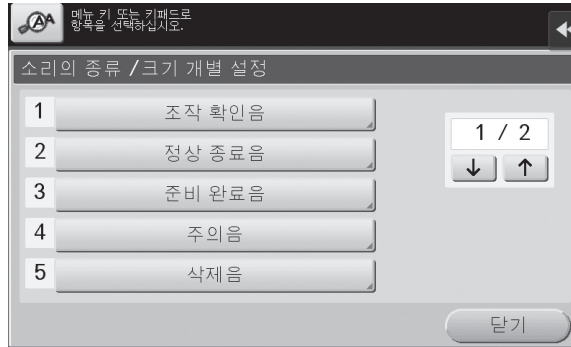 메뉴 키 또는 키패드로
항목을 선택하십시오.
소리의 종류 /크기 개별 설정
1 조작 확인음
2 정상 종료음
3 준비 완료음
4 주의음
5 삭제음
1 / 2
↓ ↑
닫기